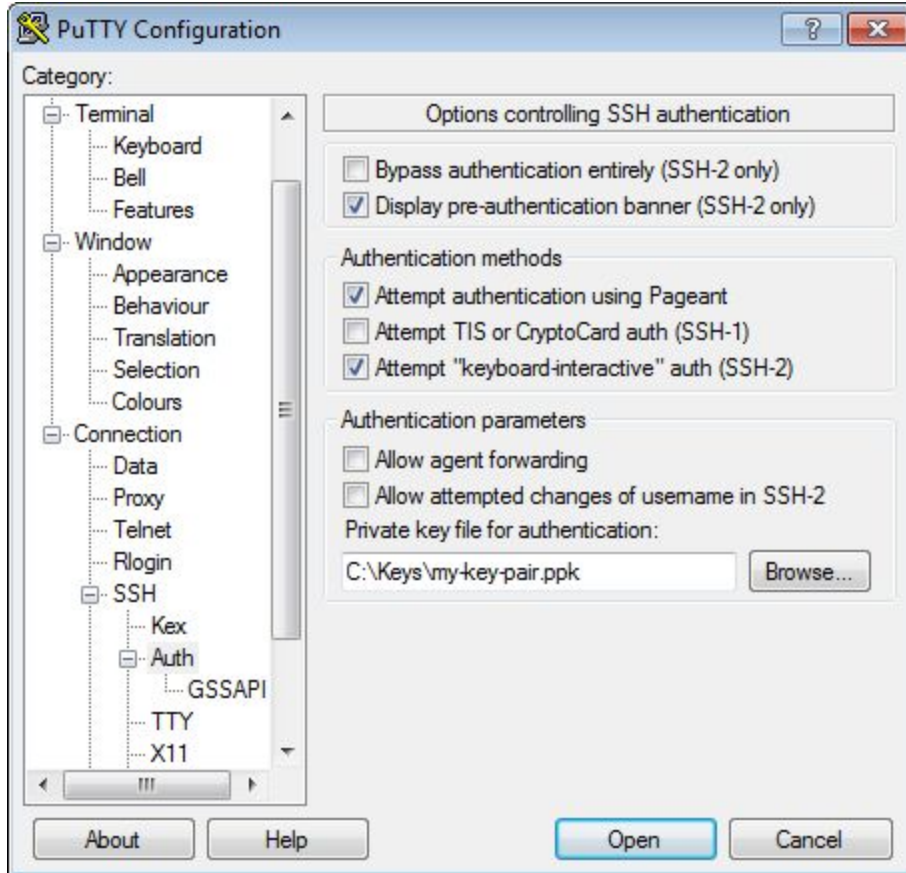 PuTTY Configuration
Category:
Terminal
Keyboard
Bell
Features
Window
Appearance
Behaviour
Translation
Selection
Colours
Connection
Data
Proxy
Telnet
Rlogin
SSH
Kex
Auth
GSSAPI
TTY
X11
Options controlling SSH authentication
Bypass authentication entirely (SSH-2 only)
Display pre-authentication banner (SSH-2 only)
Authentication methods
Attempt authentication using Pageant
Attempt TIS or CryptoCard auth (SSH-1)
Attempt "keyboard-interactive" auth (SSH-2)
Authentication parameters
Allow agent forwarding
Allow attempted changes of username in SSH-2
Private key file for authentication:
C:\Keys\my-key-pair.ppk
Browse...
About
Help
Open
Cancel